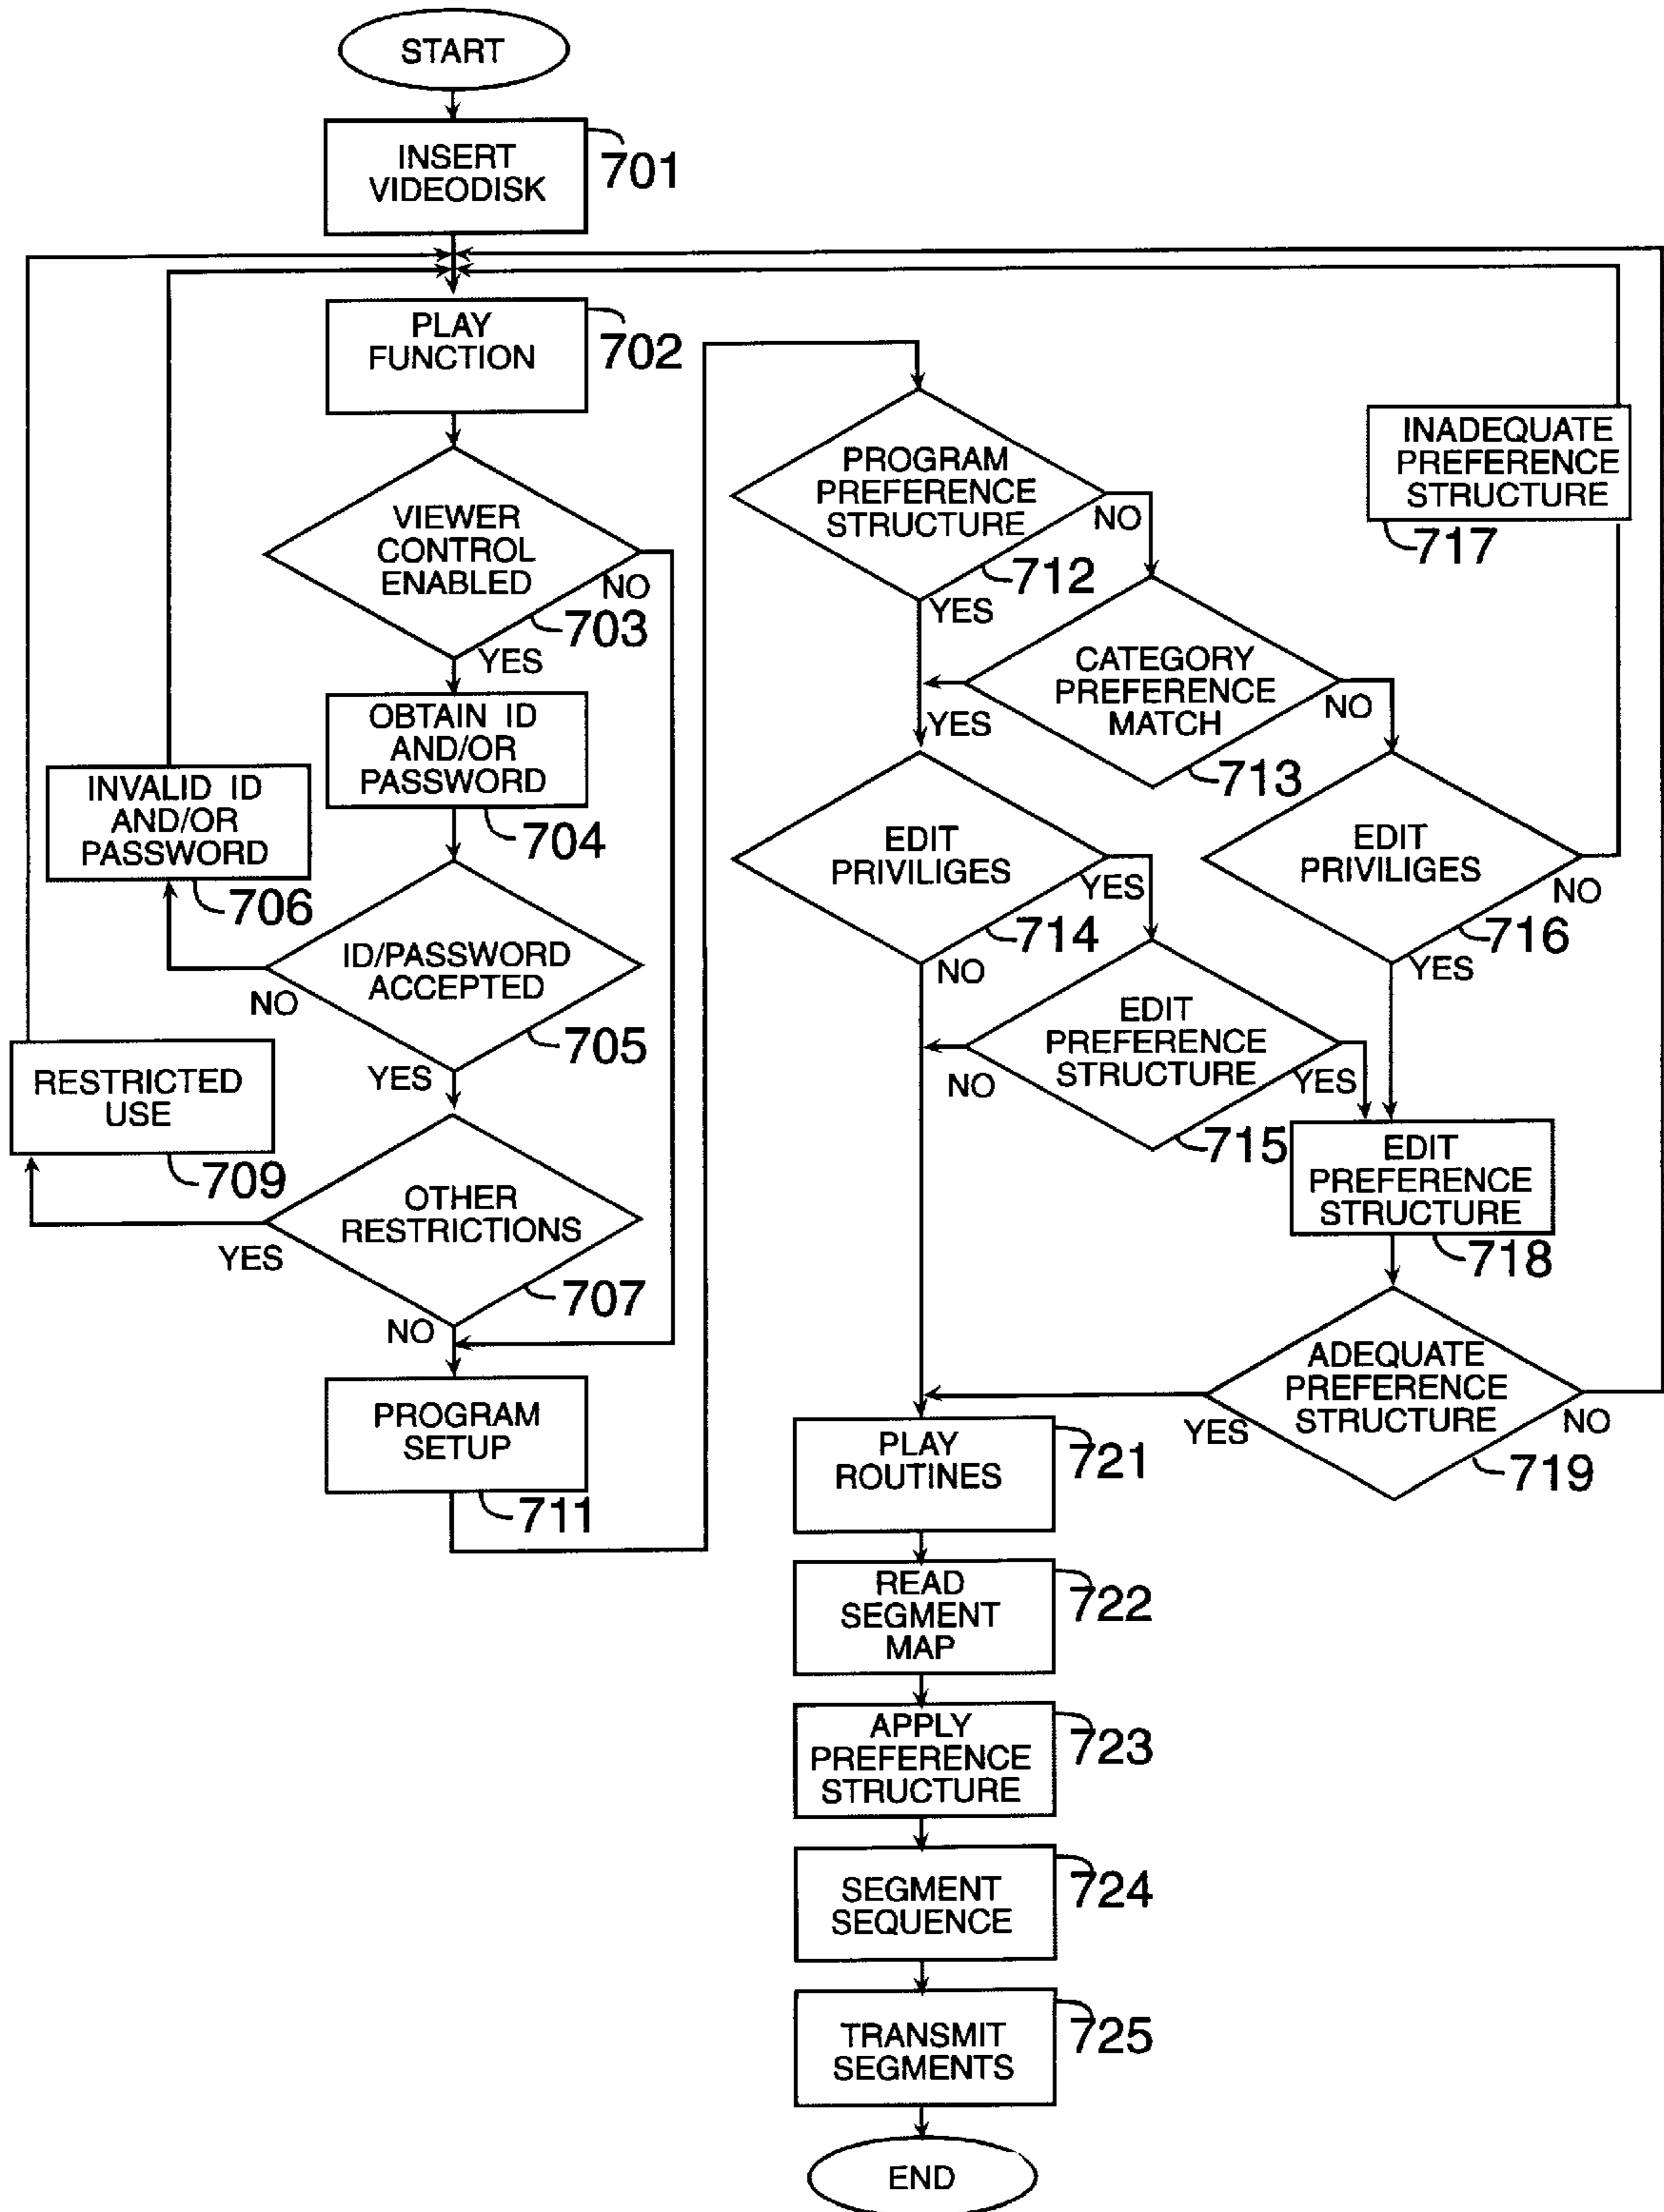 START
INSERT
VIDEODISK
701
PLAY
FUNCTION
702
VIEWER
CONTROL
ENABLED
NO
703
YES
OBTAIN ID
AND/OR
PASSWORD
704
INVALID ID
AND/OR
PASSWORD
706
ID/PASSWORD
ACCEPTED
NO
705
YES
RESTRICTED
USE
709
OTHER
RESTRICTIONS
YES
707
NO
PROGRAM
SETUP
711
PROGRAM
PREFERENCE
STRUCTURE
NO
712
YES
CATEGORY
PREFERENCE
MATCH
YES
NO
713
INADEQUATE
PREFERENCE
STRUCTURE
717
EDIT
PRIVILIGES
YES
714
NO
EDIT
PRIVILIGES
NO
716
YES
EDIT
PREFERENCE
STRUCTURE
NO
YES
715
EDIT
PREFERENCE
STRUCTURE
718
ADEQUATE
PREFERENCE
STRUCTURE
YES
NO
719
PLAY
ROUTINES
721
READ
SEGMENT
MAP
722
APPLY
PREFERENCE
STRUCTURE
723
SEGMENT
SEQUENCE
724
TRANSMIT
SEGMENTS
725
END